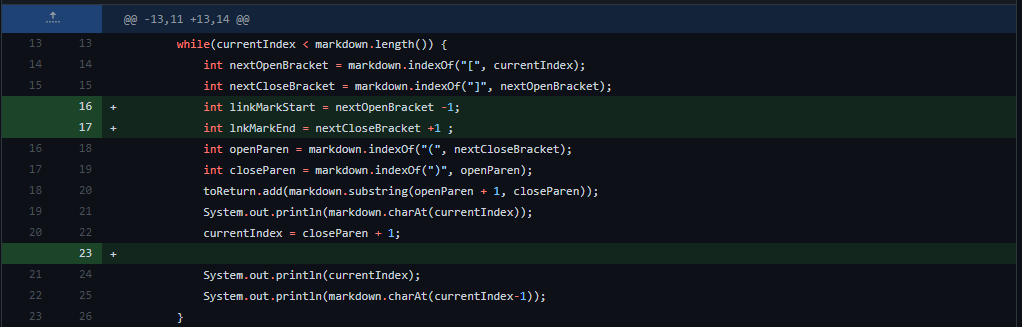 @@ -13,11 +13,14 @@
13 13 while(currentIndex < markdown.length()) {
14 14 int nextOpenBracket = markdown.indexOf("[", currentIndex);
15 15 int nextCloseBracket = markdown.indexOf("]", nextOpenBracket);
16 + int linkMarkStart = nextOpenBracket -1;
17 + int lnkMarkEnd = nextCloseBracket +1 ;
16 18 int openParen = markdown.indexOf("(", nextCloseBracket);
17 19 int closeParen = markdown.indexOf(")", openParen);
18 20 toReturn.add(markdown.substring(openParen + 1, closeParen));
19 21 System.out.println(markdown.charAt(currentIndex));
20 22 currentIndex = closeParen + 1;
23 +
21 24 System.out.println(currentIndex);
22 25 System.out.println(markdown.charAt(currentIndex-1));
23 26 }